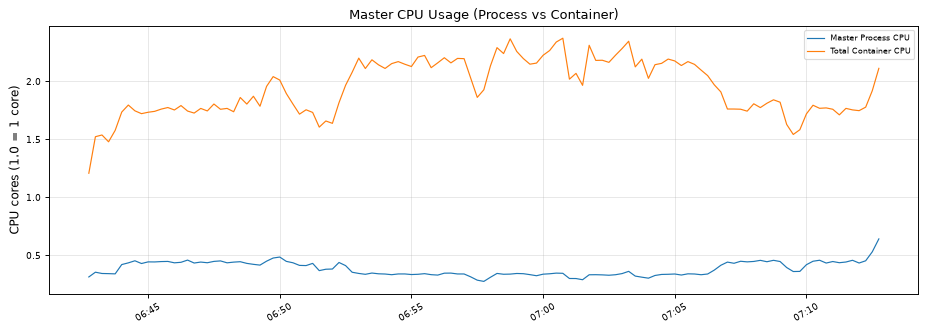 Master CPU Usage (Process vs Container)
Master Process CPU
Total Container CPU
CPU cores (1.0 = 1 core)
2.0
1.5
1.0
0.5
06:45
06:50
06:55
07:00
07:05
07:10